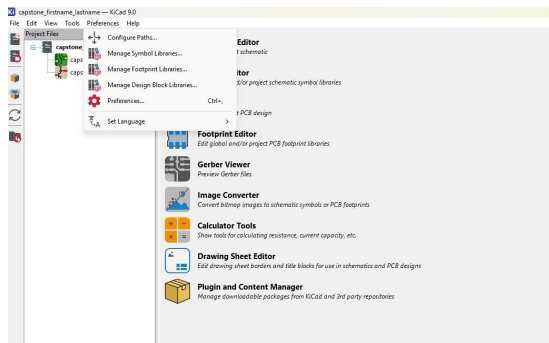 capstone_firstname_lastname — KiCad 9.0
File Edit View Tools Preferences Help
Project Files
capstone_
caps
caps
Configure Paths...
Manage Symbol Libraries...
Manage Footprint Libraries...
Manage Design Block Libraries...
Preferences... Ctrl+,
Set Language
Editor
schematic
itor
d/or project schematic symbol libraries
PCB design
Footprint Editor
Edit global and/or project PCB footprint libraries
Gerber Viewer
Preview Gerber files
Image Converter
Convert bitmap images to schematic symbols or PCB footprints
Calculator Tools
Show tools for calculating resistance, current capacity, etc.
Drawing Sheet Editor
Edit drawing sheet borders and title blocks for use in schematics and PCB designs
Plugin and Content Manager
Manage downloadable packages from KiCad and 3rd party repositories